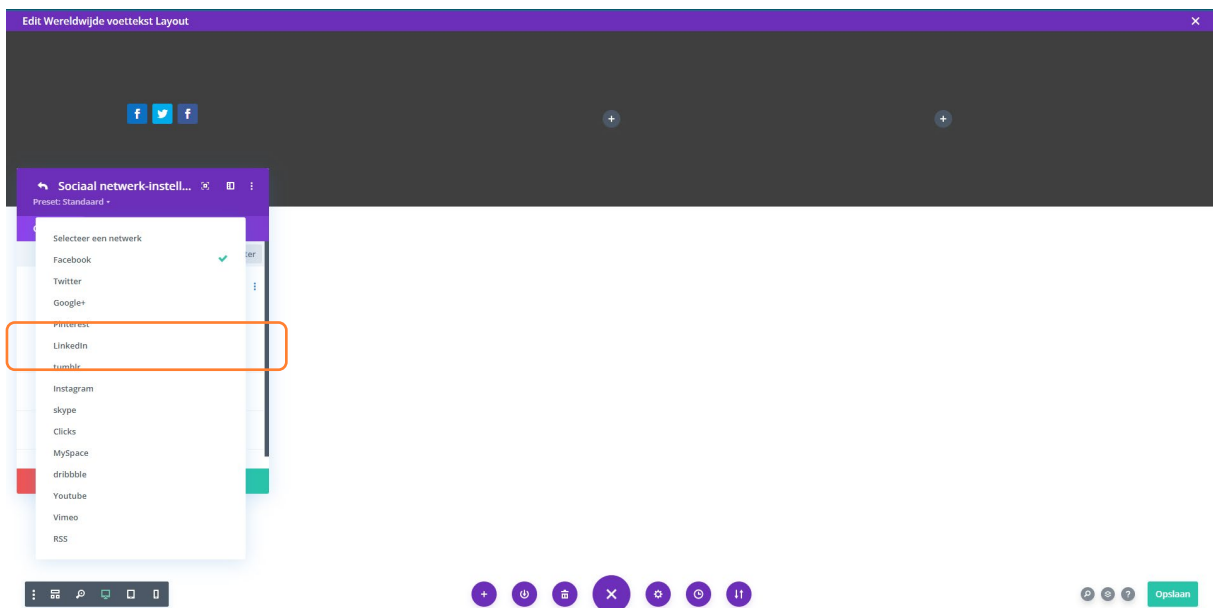 Edit Wereldwijde voettekst Layout
Sociaal netwerk-instell...
Preset: Standaard
Selecteer een netwerk
Facebook
Twitter
Google+
Pinterest
LinkedIn
tumblr
Instagram
skype
Clicks
MySpace
dribbble
Youtube
Vimeo
RSS
Opslaan